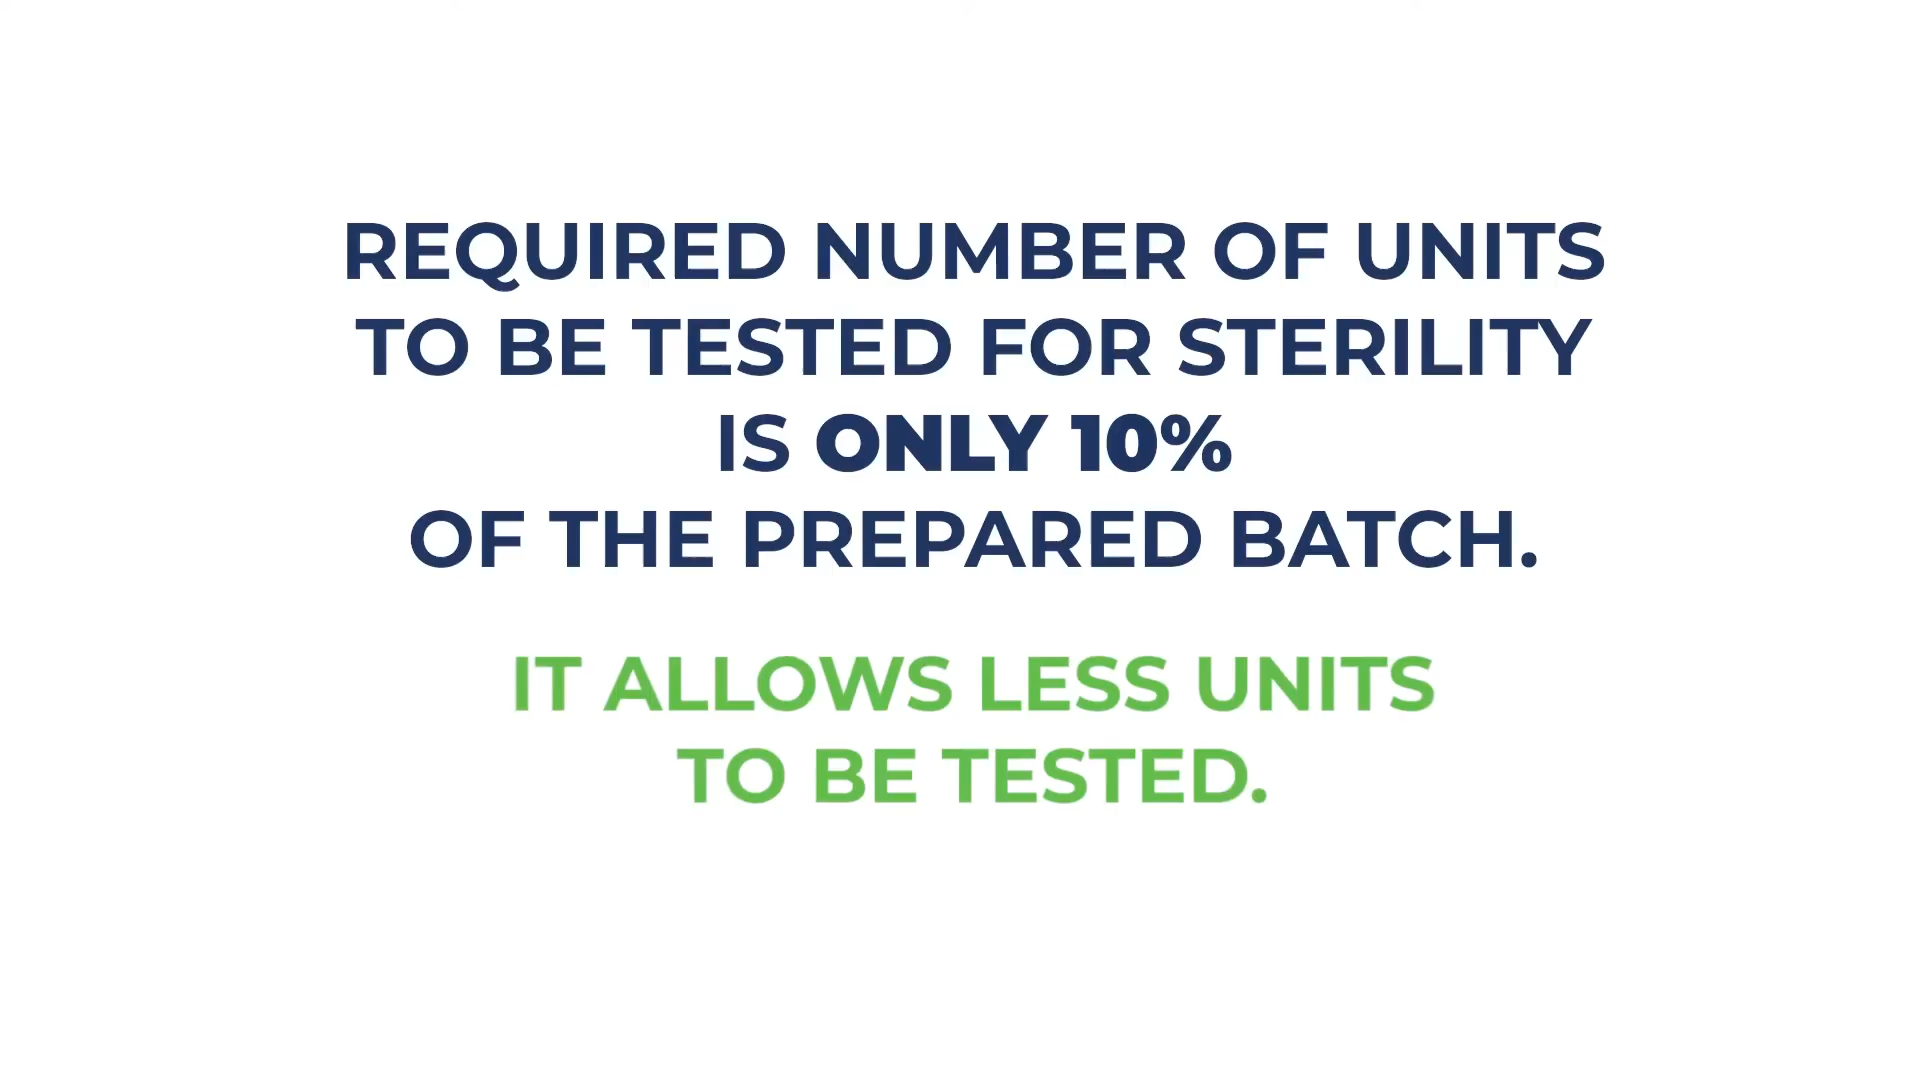 REQUIRED NUMBER OF UNITS
TO BE TESTED FOR STERILITY
IS ONLY 10%
OF THE PREPARED BATCH.
IT ALLOWS LESS UNITS
TO BE TESTED.